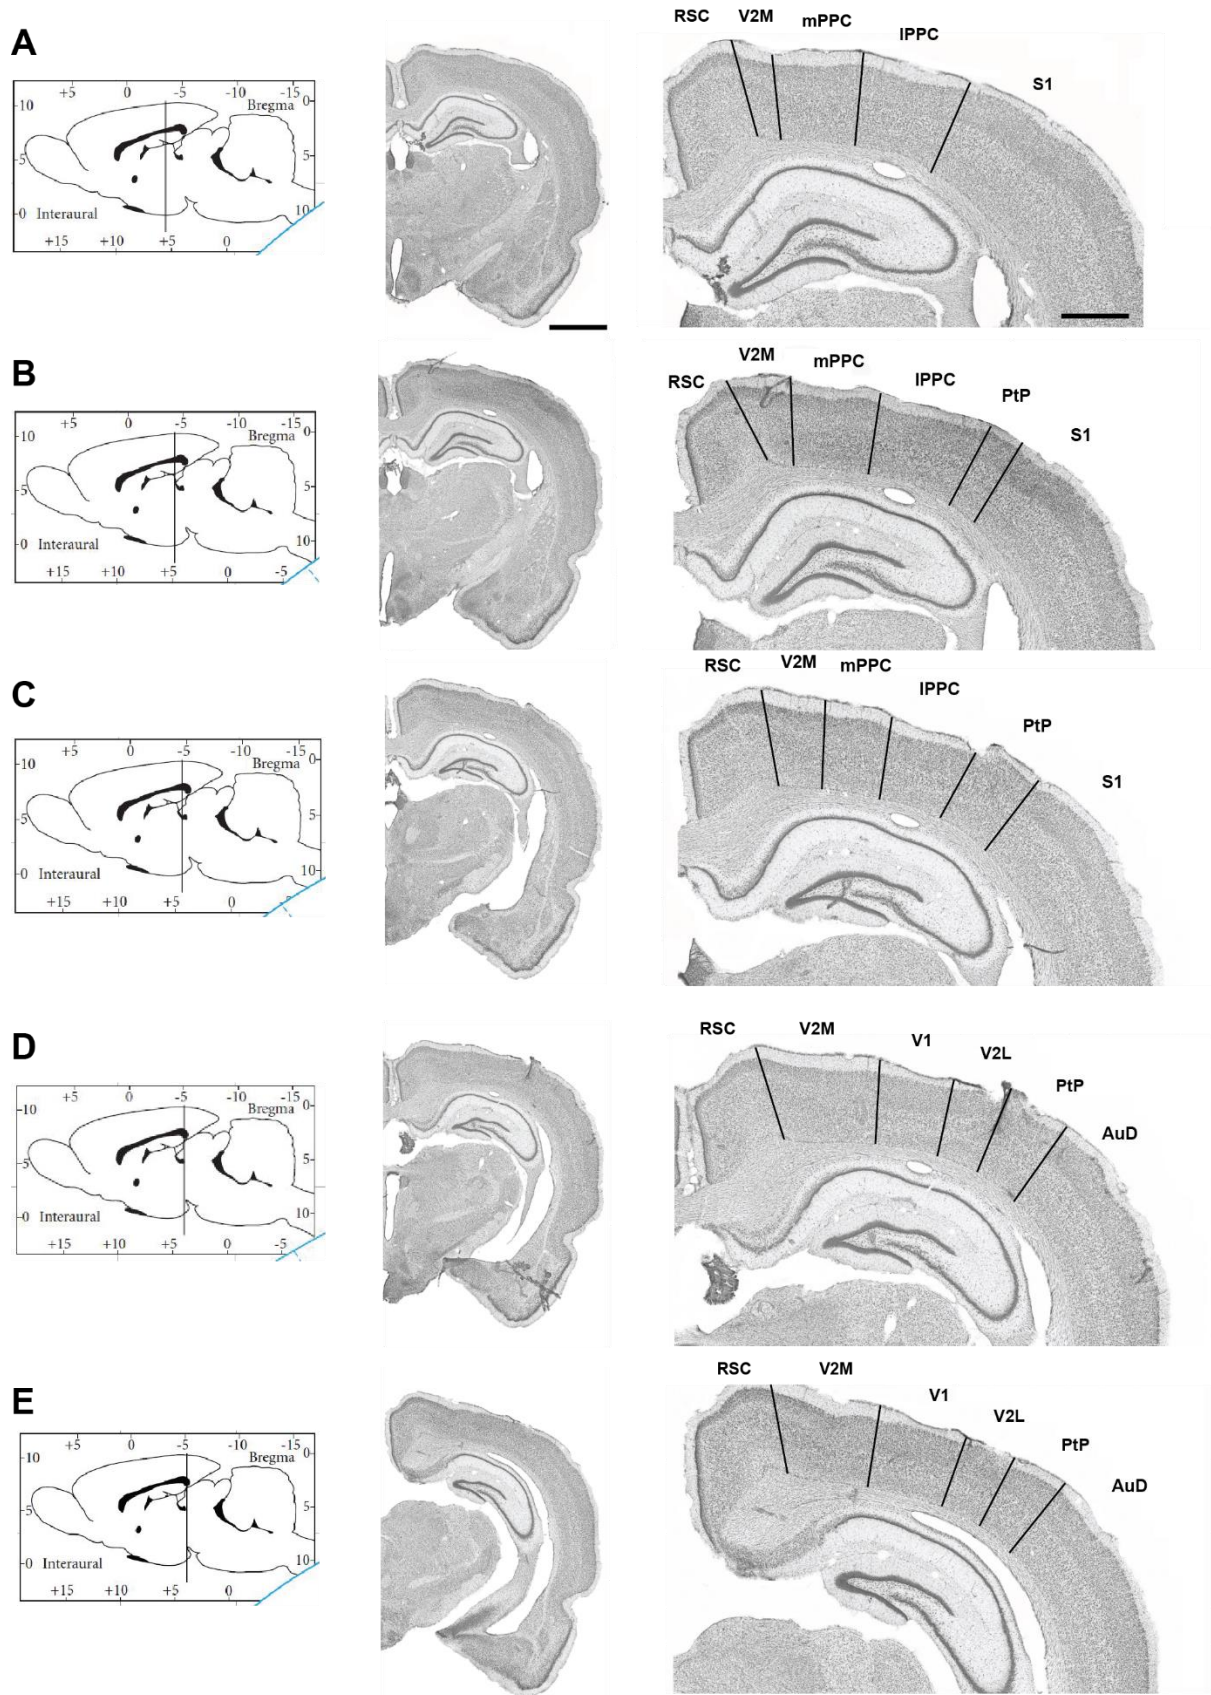 A
RSC V2M mPPC lPPC S1
+5 0 -5 -10 -15
Bregma
10 0
5 5
0 Interaural 10
+15 +10 +5 0
B
RSC V2M mPPC lPPC PtP S1
+5 0 -5 -10 -15
Bregma
10 0
5 5
0 Interaural 10
+15 +10 +5 0 -5
C
RSC V2M mPPC lPPC PtP S1
+5 0 -5 -10 -15
Bregma
10 0
5 5
0 Interaural 10
+15 +10 +5 0
D
RSC V2M V1 V2L PtP AuD
+5 0 -5 -10 -15
Bregma
10 0
5 5
0 Interaural 10
+15 +10 +5 0 -5
E
RSC V2M V1 V2L PtP AuD
+5 0 -5 -10 -15
Bregma
10 0
5 5
0 Interaural 10
+15 +10 +5 0